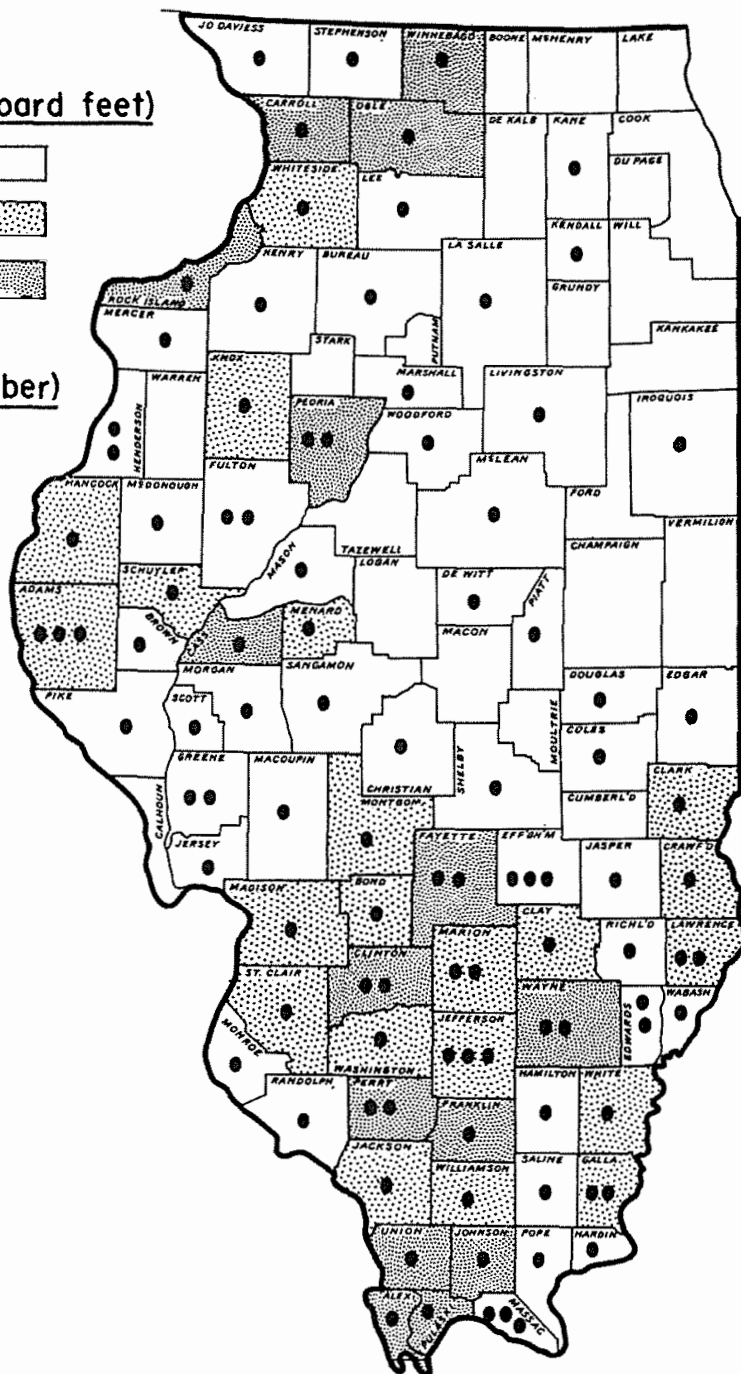 JO DAVIESS
STEPHENSON
WINNEBAGO
BOONE
McHENRY
LAKE
oard feet)
CARROLL
OGLE
DE KALB
KANE
COOK
DU PAGE
WHITESIDE
LEE
KENDALL
WILL
LA SALLE
HENRY
BUREAU
GRUNDY
ROCK ISLAND
MERCER
PUTNAM
KANKAKEE
STARK
KNOX
MARSHALL
LIVINGSTON
WARREN
ber)
PEORIA
IROQUOIS
WOODFORD
HENDERSON
McLEAN
FULTON
HANCOCK
McDONOUGH
FORD
VERMILION
TAZEWELL
CHAMPAIGN
MASON
LOGAN
SCHUYLER
DE WITT
PIATT
ADAMS
MENARD
BROWN
CASS
MACON
SANGAMON
MORGAN
DOUGLAS
EDGAR
PIKE
SCOTT
MOULTRIE
COLES
GREENE
MACOUPIN
SHELBY
CLARK
CHRISTIAN
CUMBERL'D
CALHOUN
MONTGOM.
JERSEY
FAYETTE
EFF'GH'M
JASPER
CRAWF'D
MADISON
BOND
CLAY
RICHL'D
LAWRENCE
MARION
CLINTON
ST. CLAIR
WAYNE
WABASH
EDWARDS
JEFFERSON
MONROE
WASHINGTON
RANDOLPH
PERRY
HAMILTON
WHITE
FRANKLIN
JACKSON
WILLIAMSON
SALINE
GALLA.
UNION
JOHNSON
POPE
HARDIN
ALEX.
PULASKI
MASSAC